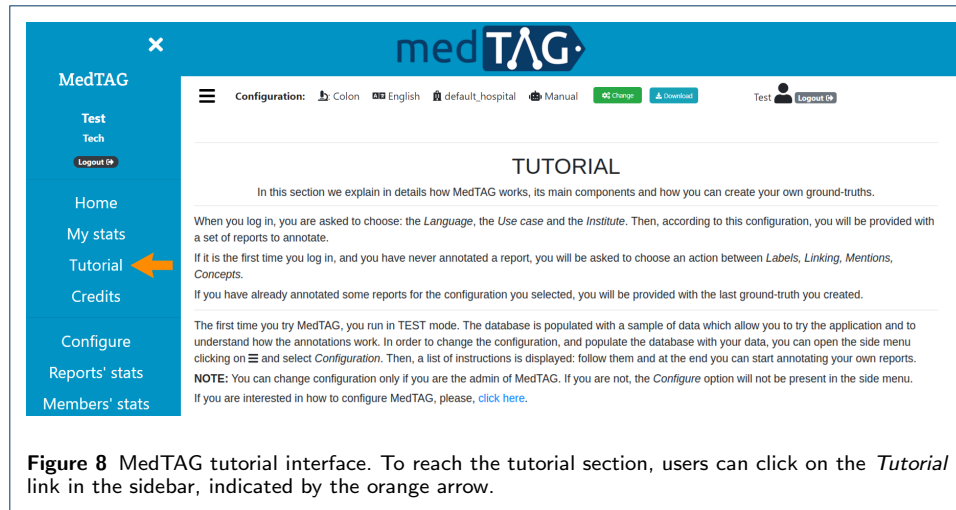 ×
MedTAG
Test
Tech
Logout
Home
My stats
Tutorial
Credits
Configure
Reports' stats
Members' stats
med TAG
Configuration: Colon English default_hospital Manual Change Download Test Logout
TUTORIAL
In this section we explain in details how MedTAG works, its main components and how you can create your own ground-truths.
When you log in, you are asked to choose: the Language, the Use case and the Institute. Then, according to this configuration, you will be provided with
a set of reports to annotate.
If it is the first time you log in, and you have never annotated a report, you will be asked to choose an action between Labels, Linking, Mentions,
Concepts.
If you have already annotated some reports for the configuration you selected, you will be provided with the last ground-truth you created.
The first time you try MedTAG, you run in TEST mode. The database is populated with a sample of data which allow you to try the application and to
understand how the annotations work. In order to change the configuration, and populate the database with your data, you can open the side menu
clicking on ☰ and select Configuration. Then, a list of instructions is displayed: follow them and at the end you can start annotating your own reports.
NOTE: You can change configuration only if you are the admin of MedTAG. If you are not, the Configure option will not be present in the side menu.
If you are interested in how to configure MedTAG, please, click here.
Figure 8 MedTAG tutorial interface. To reach the tutorial section, users can click on the Tutorial
link in the sidebar, indicated by the orange arrow.